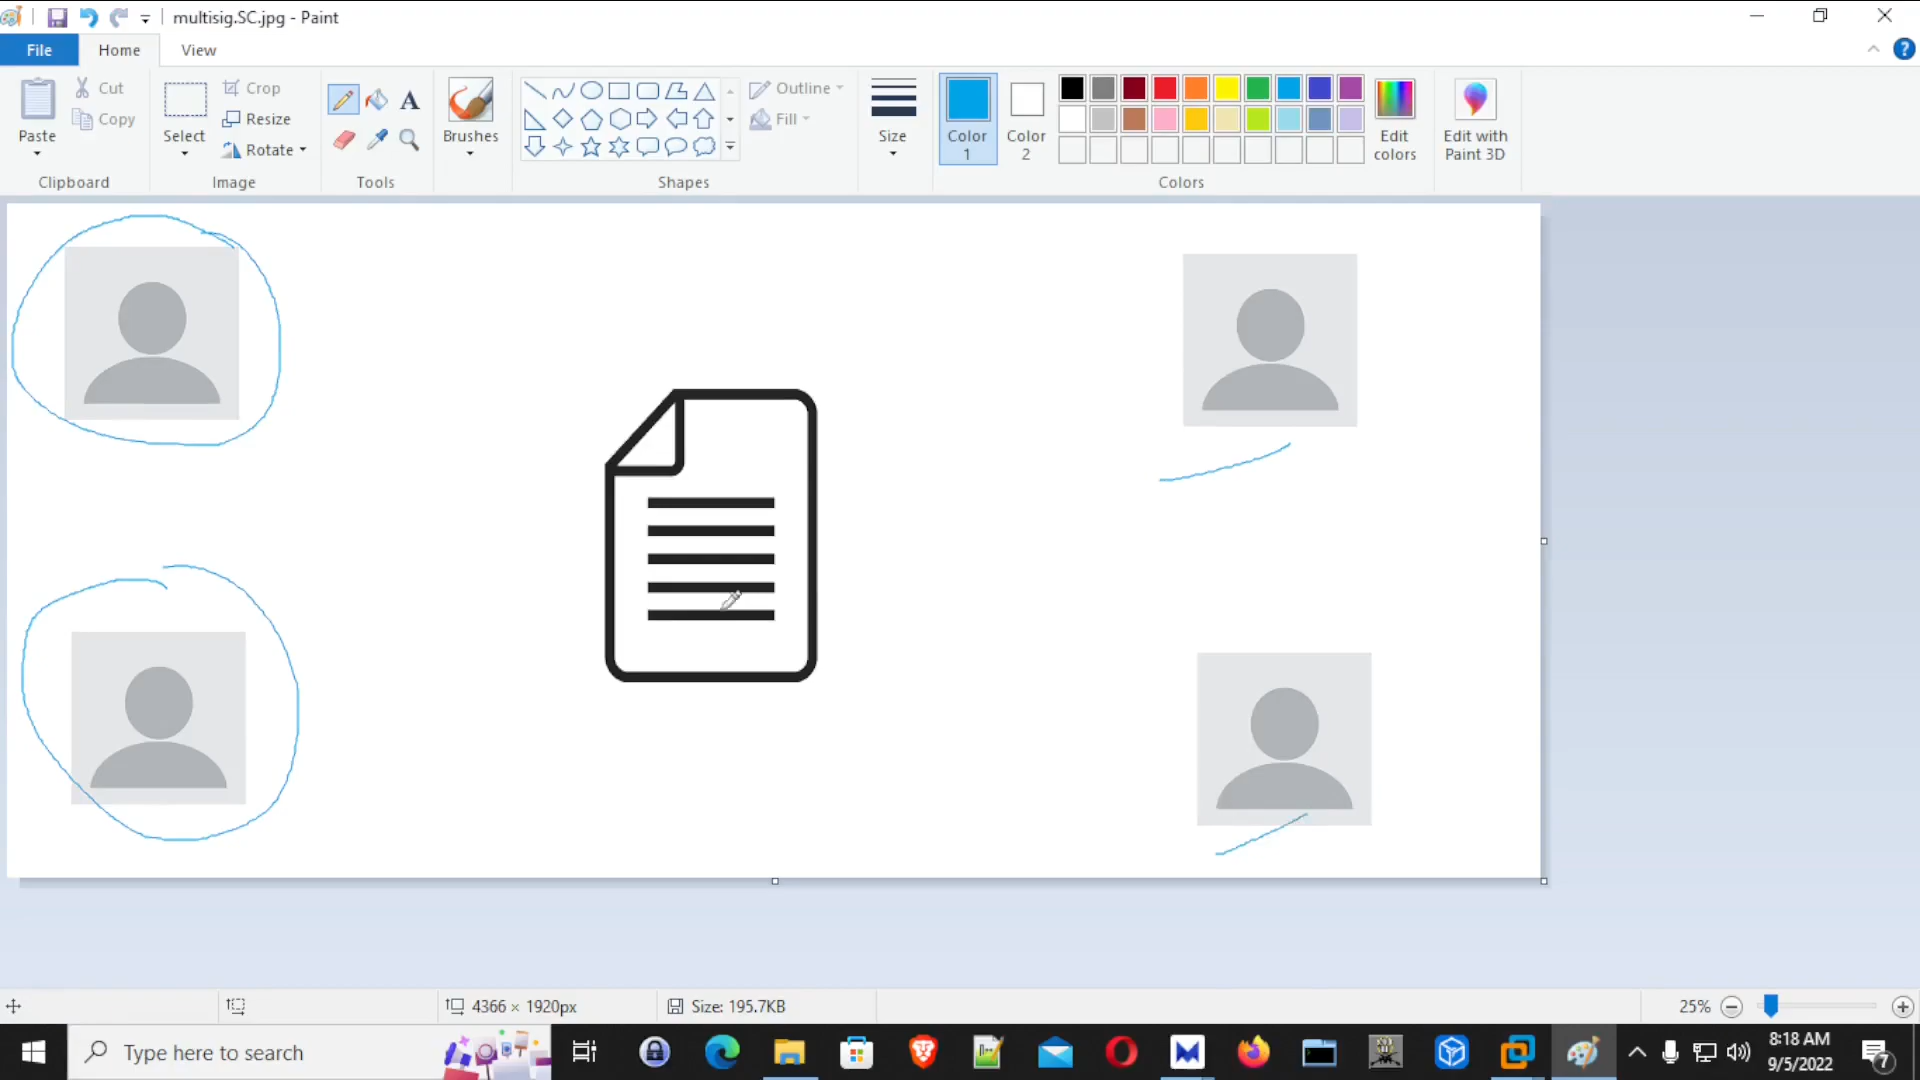 multisig.SC.jpg - Paint
File Home View
Paste Cut Copy
Clipboard
Select Crop Resize Rotate
Image
A
Tools
Brushes
Shapes
Outline
Fill
Size
Color 1
Color 2
Edit colors
Colors
Edit with Paint 3D
?
4366 × 1920px
Size: 195.7KB
25%
Type here to search
8:18 AM
9/5/2022
7